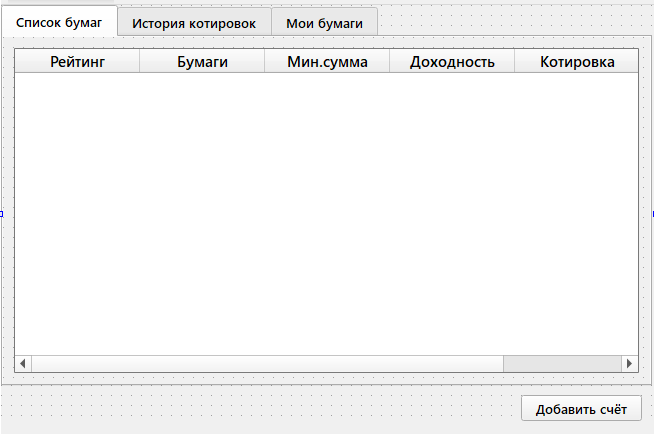 Список бумаг История котировок Мои бумаги
Рейтинг Бумаги Мин.сумма Доходность Котировка
Добавить счёт